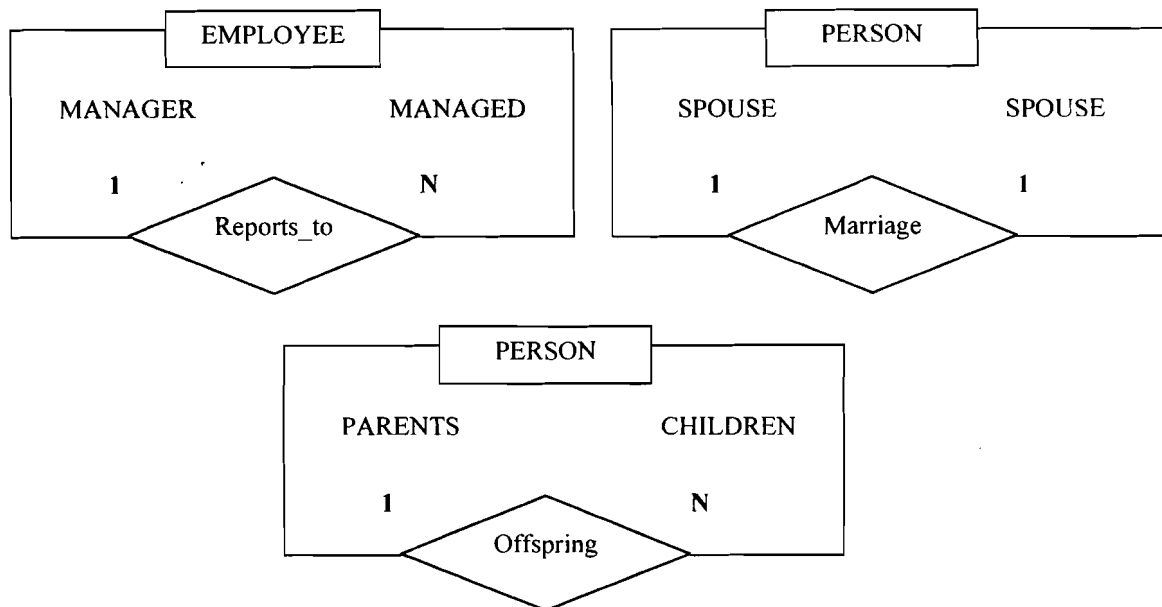 EMPLOYEE
MANAGER MANAGED
1 N
Reports_to
PERSON
SPOUSE SPOUSE
1 1
Marriage
PERSON
PARENTS CHILDREN
1 N
Offspring